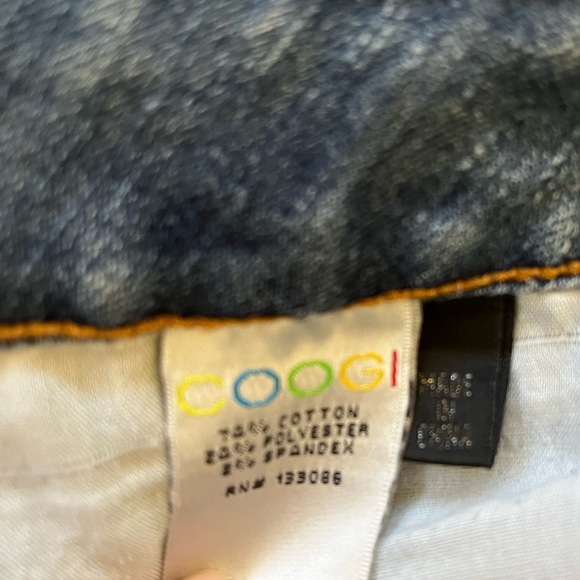 COOGI
78% COTTON
20% POLYESTER
2% SPANDEX
RN# 133086